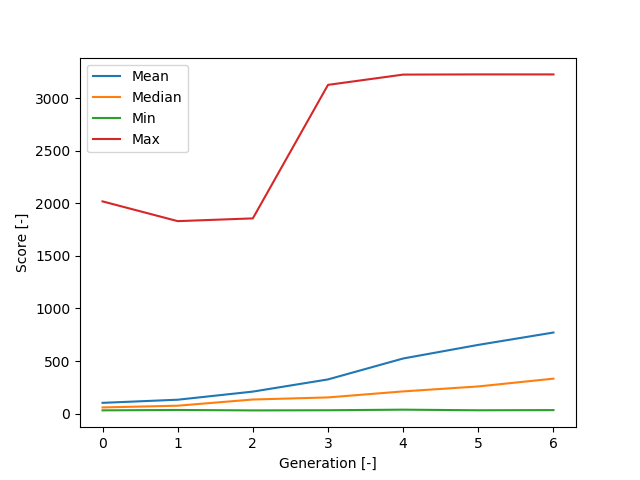 Mean
Median
Min
Max
3000
2500
2000
1500
1000
500
0
Score [-]
0 1 2 3 4 5 6
Generation [-]